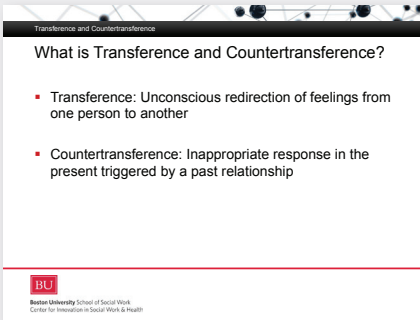 Transference and Countertransference
What is Transference and Countertransference?
▪ Transference: Unconscious redirection of feelings from
one person to another
▪ Countertransference: Inappropriate response in the
present triggered by a past relationship
BU
Boston University School of Social Work
Center for Innovation in Social Work & Health